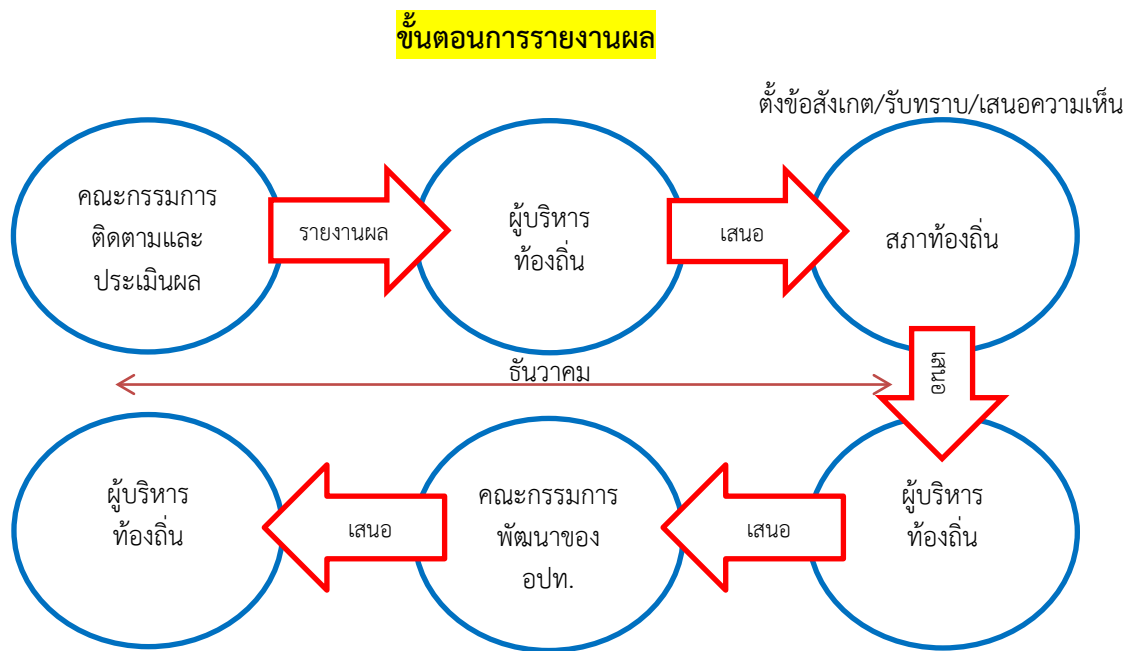 ขั้นตอนการรายงานผล
ตั้งข้อสังเกต/รับทราบ/เสนอความเห็น
คณะกรรมการ
ติดตามและ
ประเมินผล
รายงานผล
ผู้บริหาร
ท้องถิ่น
เสนอ
สภาท้องถิ่น
เสนอ
ธันวาคม
ผู้บริหาร
ท้องถิ่น
เสนอ
คณะกรรมการ
พัฒนาของ
อปท.
เสนอ
ผู้บริหาร
ท้องถิ่น